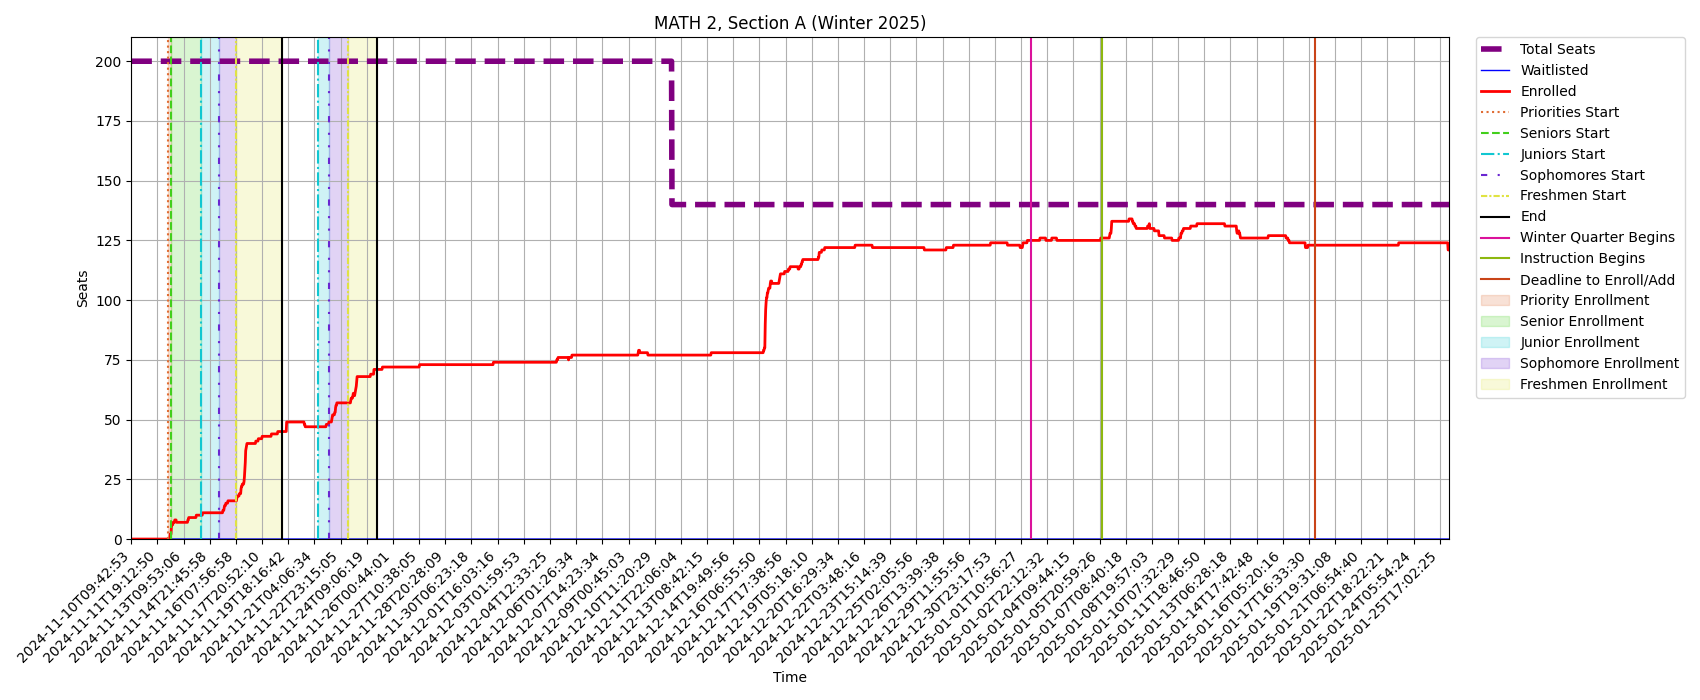 MATH 2, Section A (Winter 2025)
Seats
200
175
150
125
100
75
50
25
0
2024-11-10T09:42:53
2024-11-11T19:12:50
2024-11-13T09:53:06
2024-11-14T21:45:58
2024-11-16T07:56:58
2024-11-17T20:52:10
2024-11-19T18:16:42
2024-11-21T04:06:34
2024-11-22T23:15:05
2024-11-24T09:06:19
2024-11-26T00:44:01
2024-11-27T10:38:05
2024-11-28T20:28:09
2024-11-30T06:23:18
2024-12-01T16:03:16
2024-12-03T01:59:53
2024-12-04T12:33:25
2024-12-06T01:26:34
2024-12-07T14:23:34
2024-12-09T00:45:03
2024-12-10T11:20:29
2024-12-11T22:06:04
2024-12-13T08:42:15
2024-12-14T19:49:56
2024-12-16T06:55:50
2024-12-17T17:38:56
2024-12-19T05:18:10
2024-12-20T16:29:34
2024-12-22T03:48:16
2024-12-23T15:14:39
2024-12-25T02:05:56
2024-12-26T13:39:38
2024-12-29T11:55:56
2024-12-30T23:17:53
2025-01-01T10:56:27
2025-01-02T22:12:32
2025-01-04T09:44:15
2025-01-05T20:59:26
2025-01-07T08:40:18
2025-01-08T19:57:03
2025-01-10T07:32:29
2025-01-11T18:46:50
2025-01-13T06:28:18
2025-01-14T17:42:48
2025-01-16T05:20:16
2025-01-17T16:33:30
2025-01-19T19:31:08
2025-01-21T06:54:40
2025-01-22T18:22:21
2025-01-24T05:54:24
2025-01-25T17:02:25
Time
Total Seats
Waitlisted
Enrolled
Priorities Start
Seniors Start
Juniors Start
Sophomores Start
Freshmen Start
End
Winter Quarter Begins
Instruction Begins
Deadline to Enroll/Add
Priority Enrollment
Senior Enrollment
Junior Enrollment
Sophomore Enrollment
Freshmen Enrollment